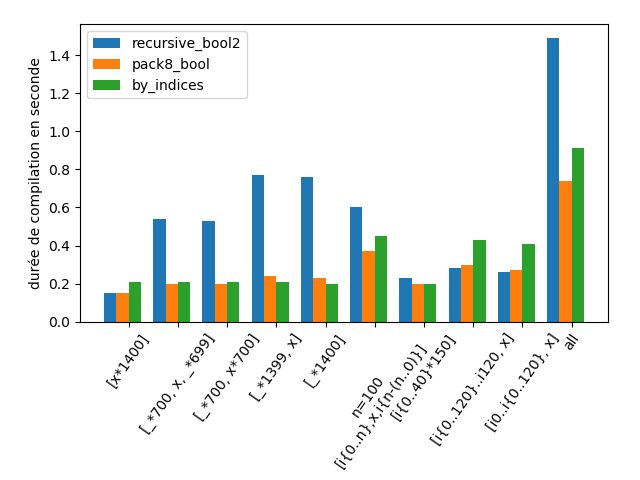 recursive_bool2
pack8_bool
by_indices
durée de compilation en seconde
1.4
1.2
1.0
0.8
0.6
0.4
0.2
0.0
[x*1400]
[_*700, x, _*699]
[_*700, x*700]
[_*1399, x]
[_*1400]
n=100
[i{0..n},x,i{n-(n..0)}]
[i{0..40}*150]
[i{0..120}..i120, x]
[i0..i{0..120}, x]
all